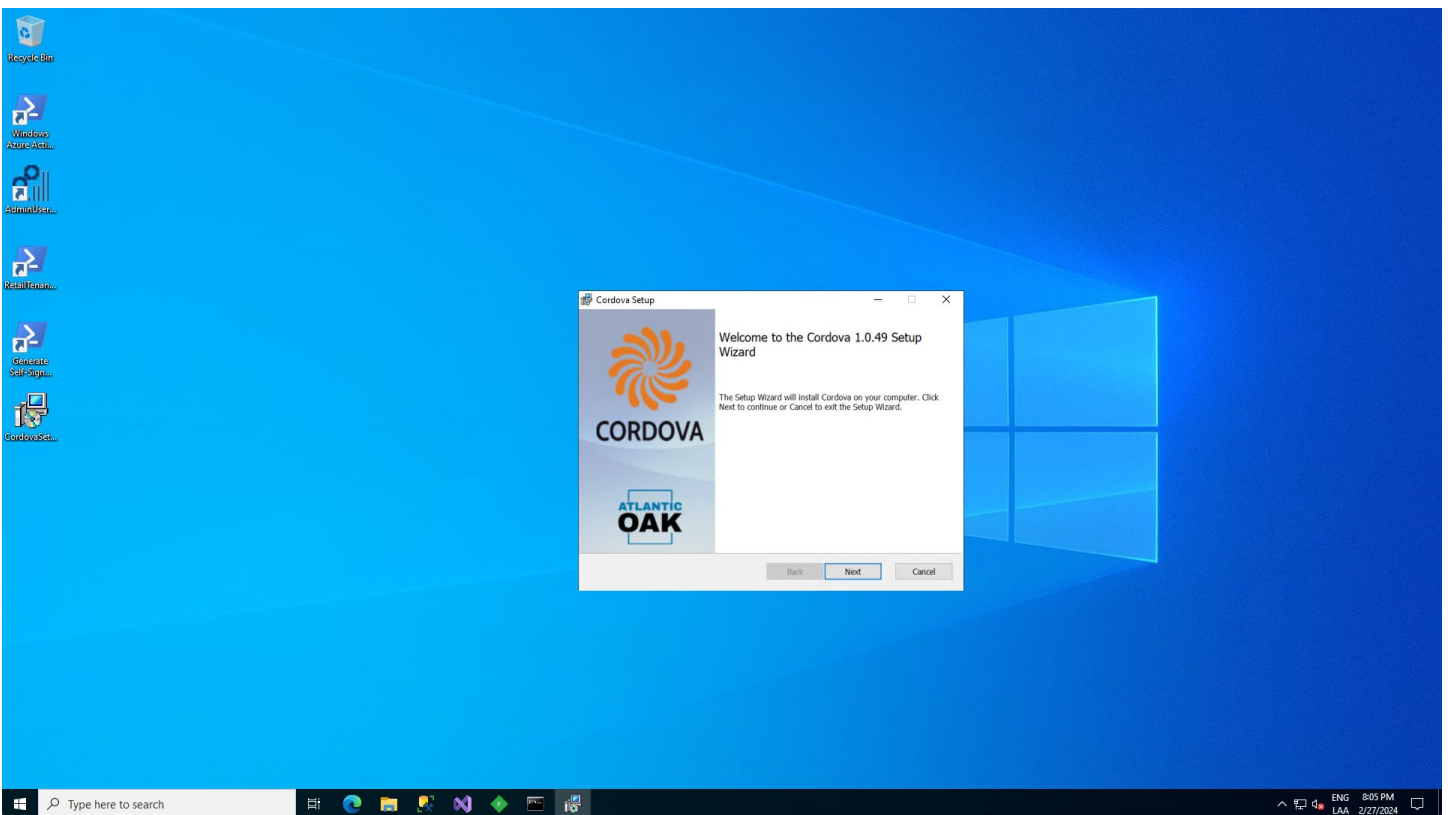 Recycle Bin
Windows
Azure Acti...
AdminUser...
RetailTenan...
Generate
Self-Sign...
CordovaSet...
Cordova Setup
CORDOVA
ATLANTIC
OAK
Welcome to the Cordova 1.0.49 Setup
Wizard
The Setup Wizard will install Cordova on your computer. Click
Next to continue or Cancel to exit the Setup Wizard.
Back
Next
Cancel
Type here to search
ENG
LAA
8:05 PM
2/27/2024